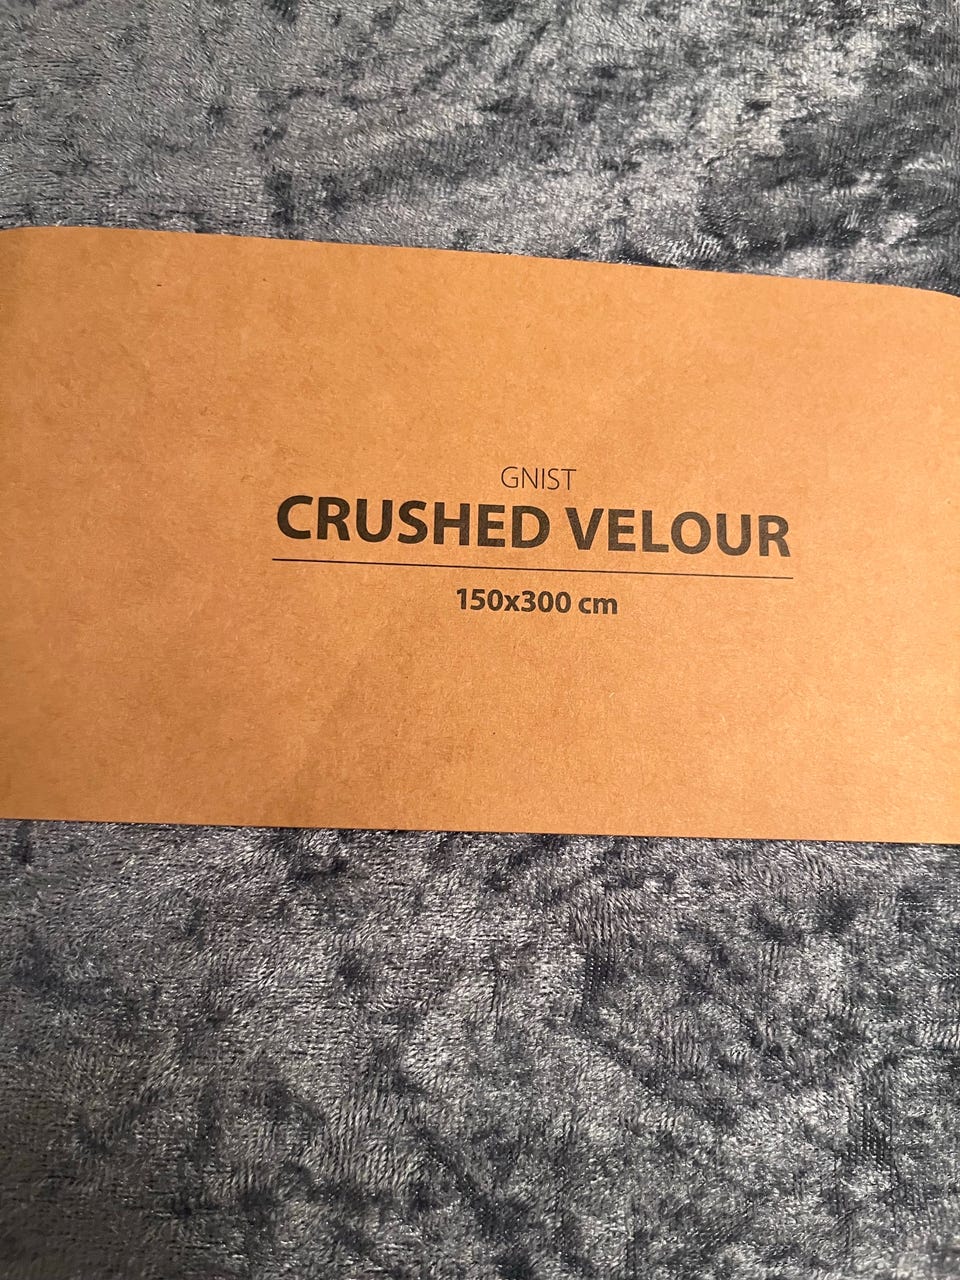 GNIST
CRUSHED VELOUR
150x300 cm